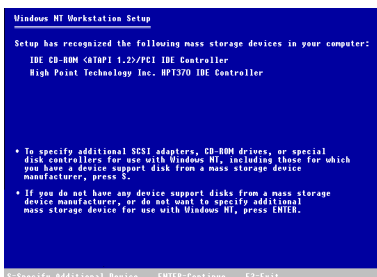 Windows NT Workstation Setup
Setup has recognized the following mass storage devices in your computer:
IDE CD-ROM <ATAPI 1.2>/PCI IDE Controller
High Point Technology Inc. HPT370 IDE Controller
• To specify additional SCSI adapters, CD-ROM drives, or special
disk controllers for use with Windows NT, including those for which
you have a device support disk from a mass storage device
manufacturer, press S.
• If you do not have any device support disks from a mass storage
device manufacturer, or do not want to specify additional
mass storage device for use with Windows NT, press ENTER.
S=Specify Additional Device ENTER=Continue F3=Exit